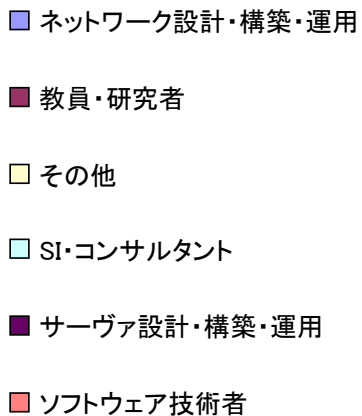 ネットワーク設計・構築・運用
教員・研究者
その他
SI・コンサルタント
サーヴァ設計・構築・運用
ソフトウェア技術者